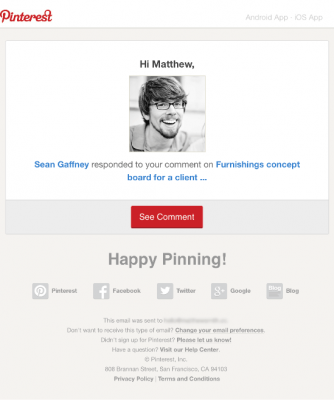 Pinterest
Android App · iOS App
Hi Matthew,
Sean Gaffney responded to your comment on Furnishings concept
board for a client ...
See Comment
Happy Pinning!
Pinterest Facebook Twitter Google Blog
This email was sent to
Don't want to receive this type of email? Change your email preferences.
Didn't sign up for Pinterest? Please let us know!
Have a question? Visit our Help Center.
© Pinterest, Inc.
808 Brannan Street, San Francisco, CA 94103
Privacy Policy | Terms and Conditions